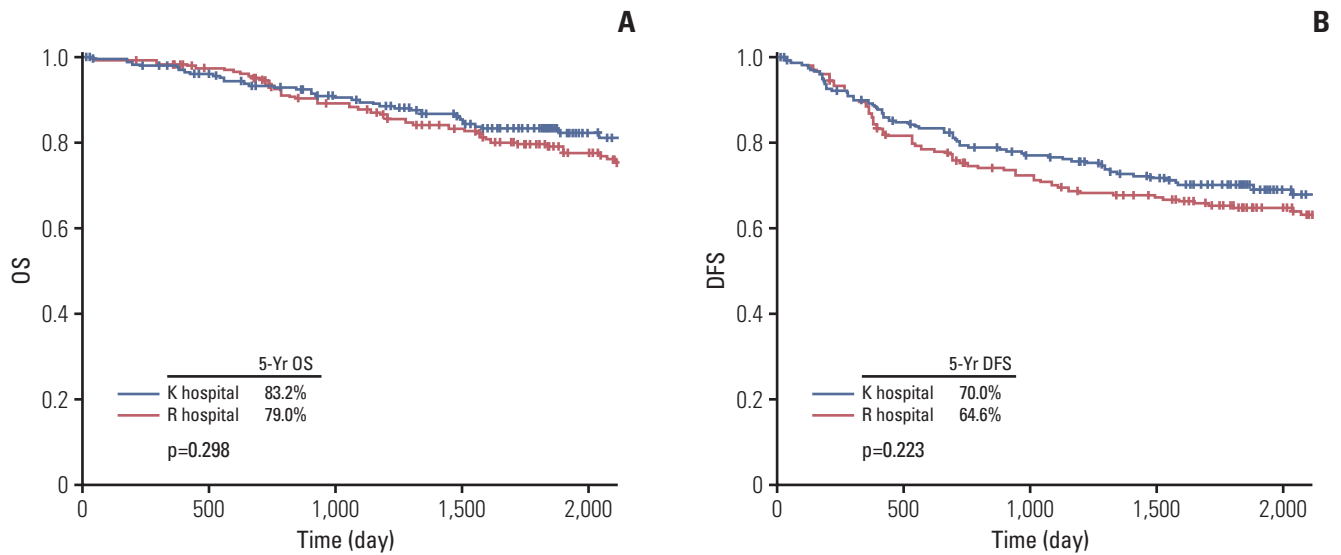 A
1.0
0.8
0.6
0.4
0.2
0
OS
5-Yr OS
K hospital 83.2%
R hospital 79.0%
p=0.298
0 500 1,000 1,500 2,000
Time (day)
B
1.0
0.8
0.6
0.4
0.2
0
DFS
5-Yr DFS
K hospital 70.0%
R hospital 64.6%
p=0.223
0 500 1,000 1,500 2,000
Time (day)